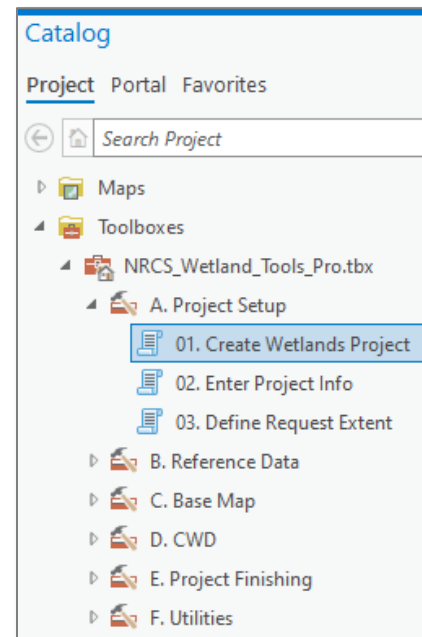 Catalog
Project Portal Favorites
Search Project
Maps
Toolboxes
NRCS_Wetland_Tools_Pro.tbx
A. Project Setup
01. Create Wetlands Project
02. Enter Project Info
03. Define Request Extent
B. Reference Data
C. Base Map
D. CWD
E. Project Finishing
F. Utilities